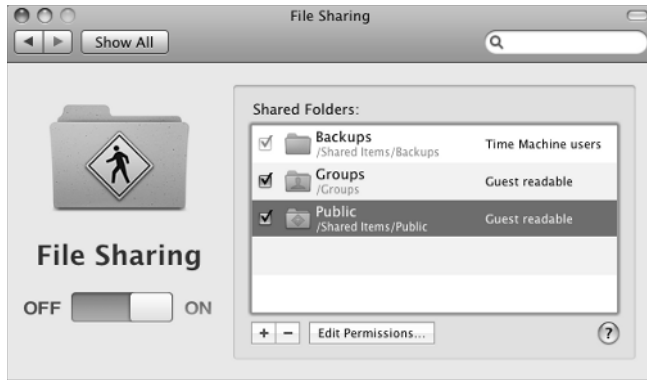 File Sharing
Show All
Shared Folders:
Backups
/Shared Items/Backups
Time Machine users
Groups
/Groups
Guest readable
Public
/Shared Items/Public
Guest readable
File Sharing
OFF ON
+ − Edit Permissions... ?